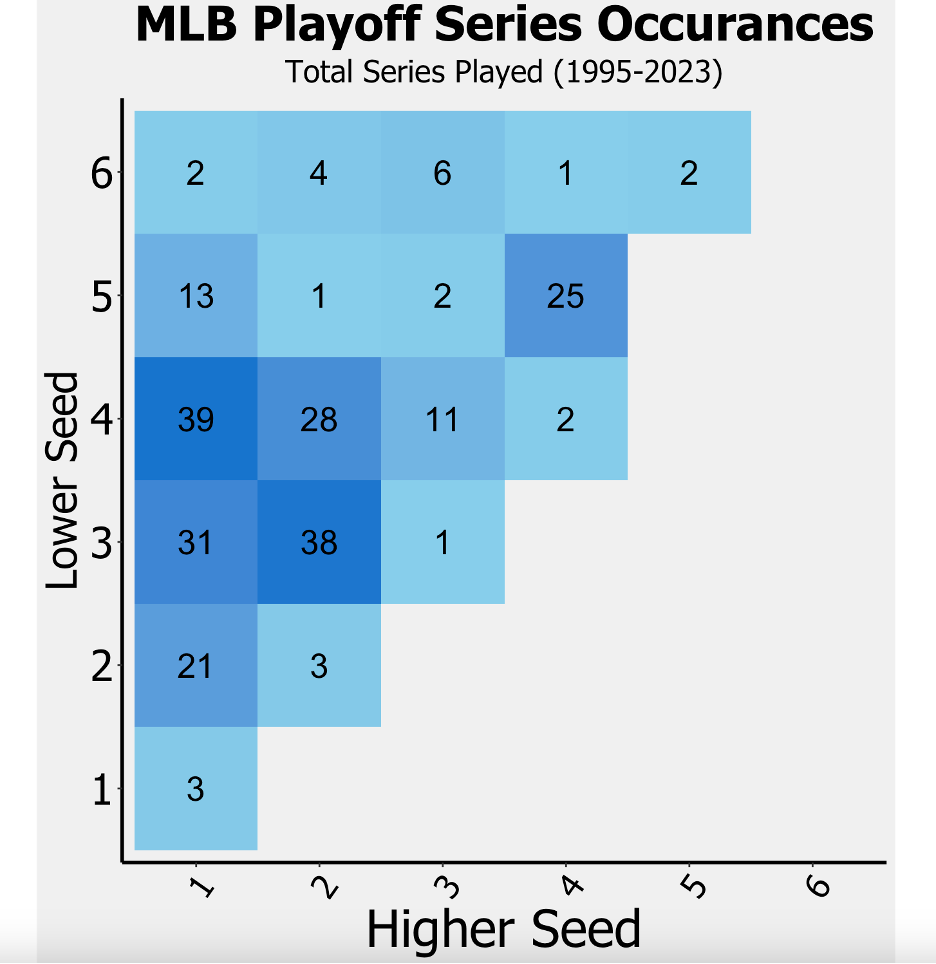 MLB Playoff Series Occurances
Total Series Played (1995-2023)
6 2 4 6 1 2
5 13 1 2 25
4 39 28 11 2
3 31 38 1
2 21 3
1 3
Lower Seed
1 2 3 4 5 6
Higher Seed